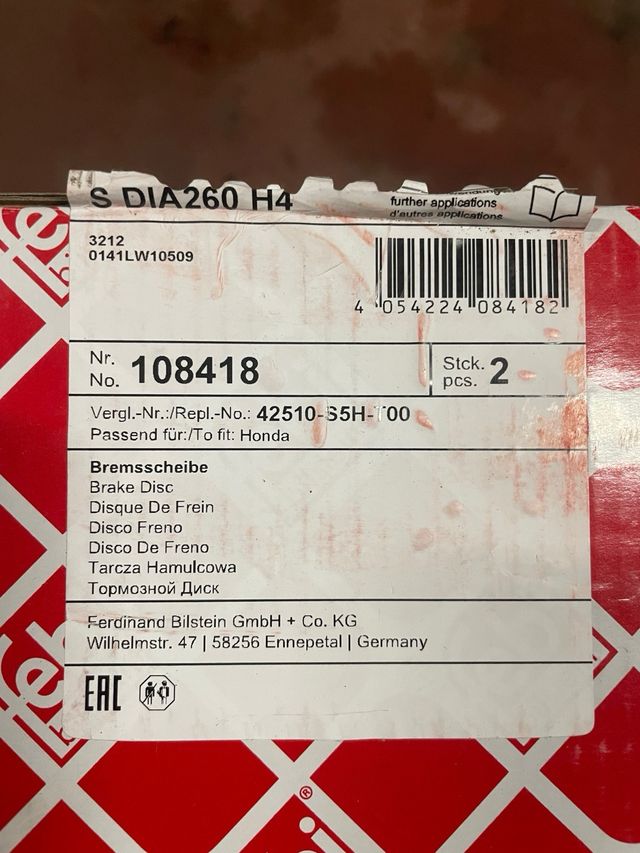 S DIA260 H4
further applications
d'autres applications
3212
0141LW10509
4 054224 084182
Nr.
No. 108418
Stck.
pcs. 2
Vergl.-Nr.:/Repl.-No.: 42510-S5H-T00
Passend für:/To fit: Honda
Bremsscheibe
Brake Disc
Disque De Frein
Disco Freno
Disco De Freno
Tarcza Hamulcowa
Тормозной Диск
Ferdinand Bilstein GmbH + Co. KG
Wilhelmstr. 47 | 58256 Ennepetal | Germany
EAC